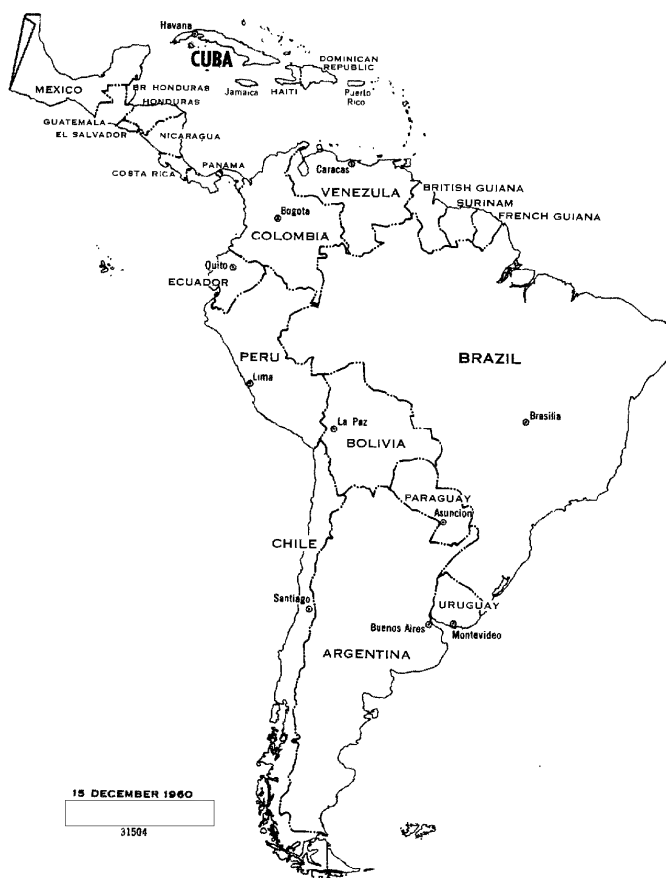 Havana
CUBA
DOMINICAN
REPUBLIC
MEXICO
BR HONDURAS
Jamaica
HAITI
Puerto
Rico
HONDURAS
GUATEMALA
EL SALVADOR
NICARAGUA
COSTA RICA
PANAMA
Caracas
VENEZULA
BRITISH GUIANA
SURINAM
FRENCH GUIANA
Bogota
COLOMBIA
Quito
ECUADOR
PERU
BRAZIL
Lima
Brasilia
La Paz
BOLIVIA
PARAGUAY
Asuncion
CHILE
Santiago
URUGUAY
Buenos Aires
Montevideo
ARGENTINA
15 DECEMBER 1960
31504